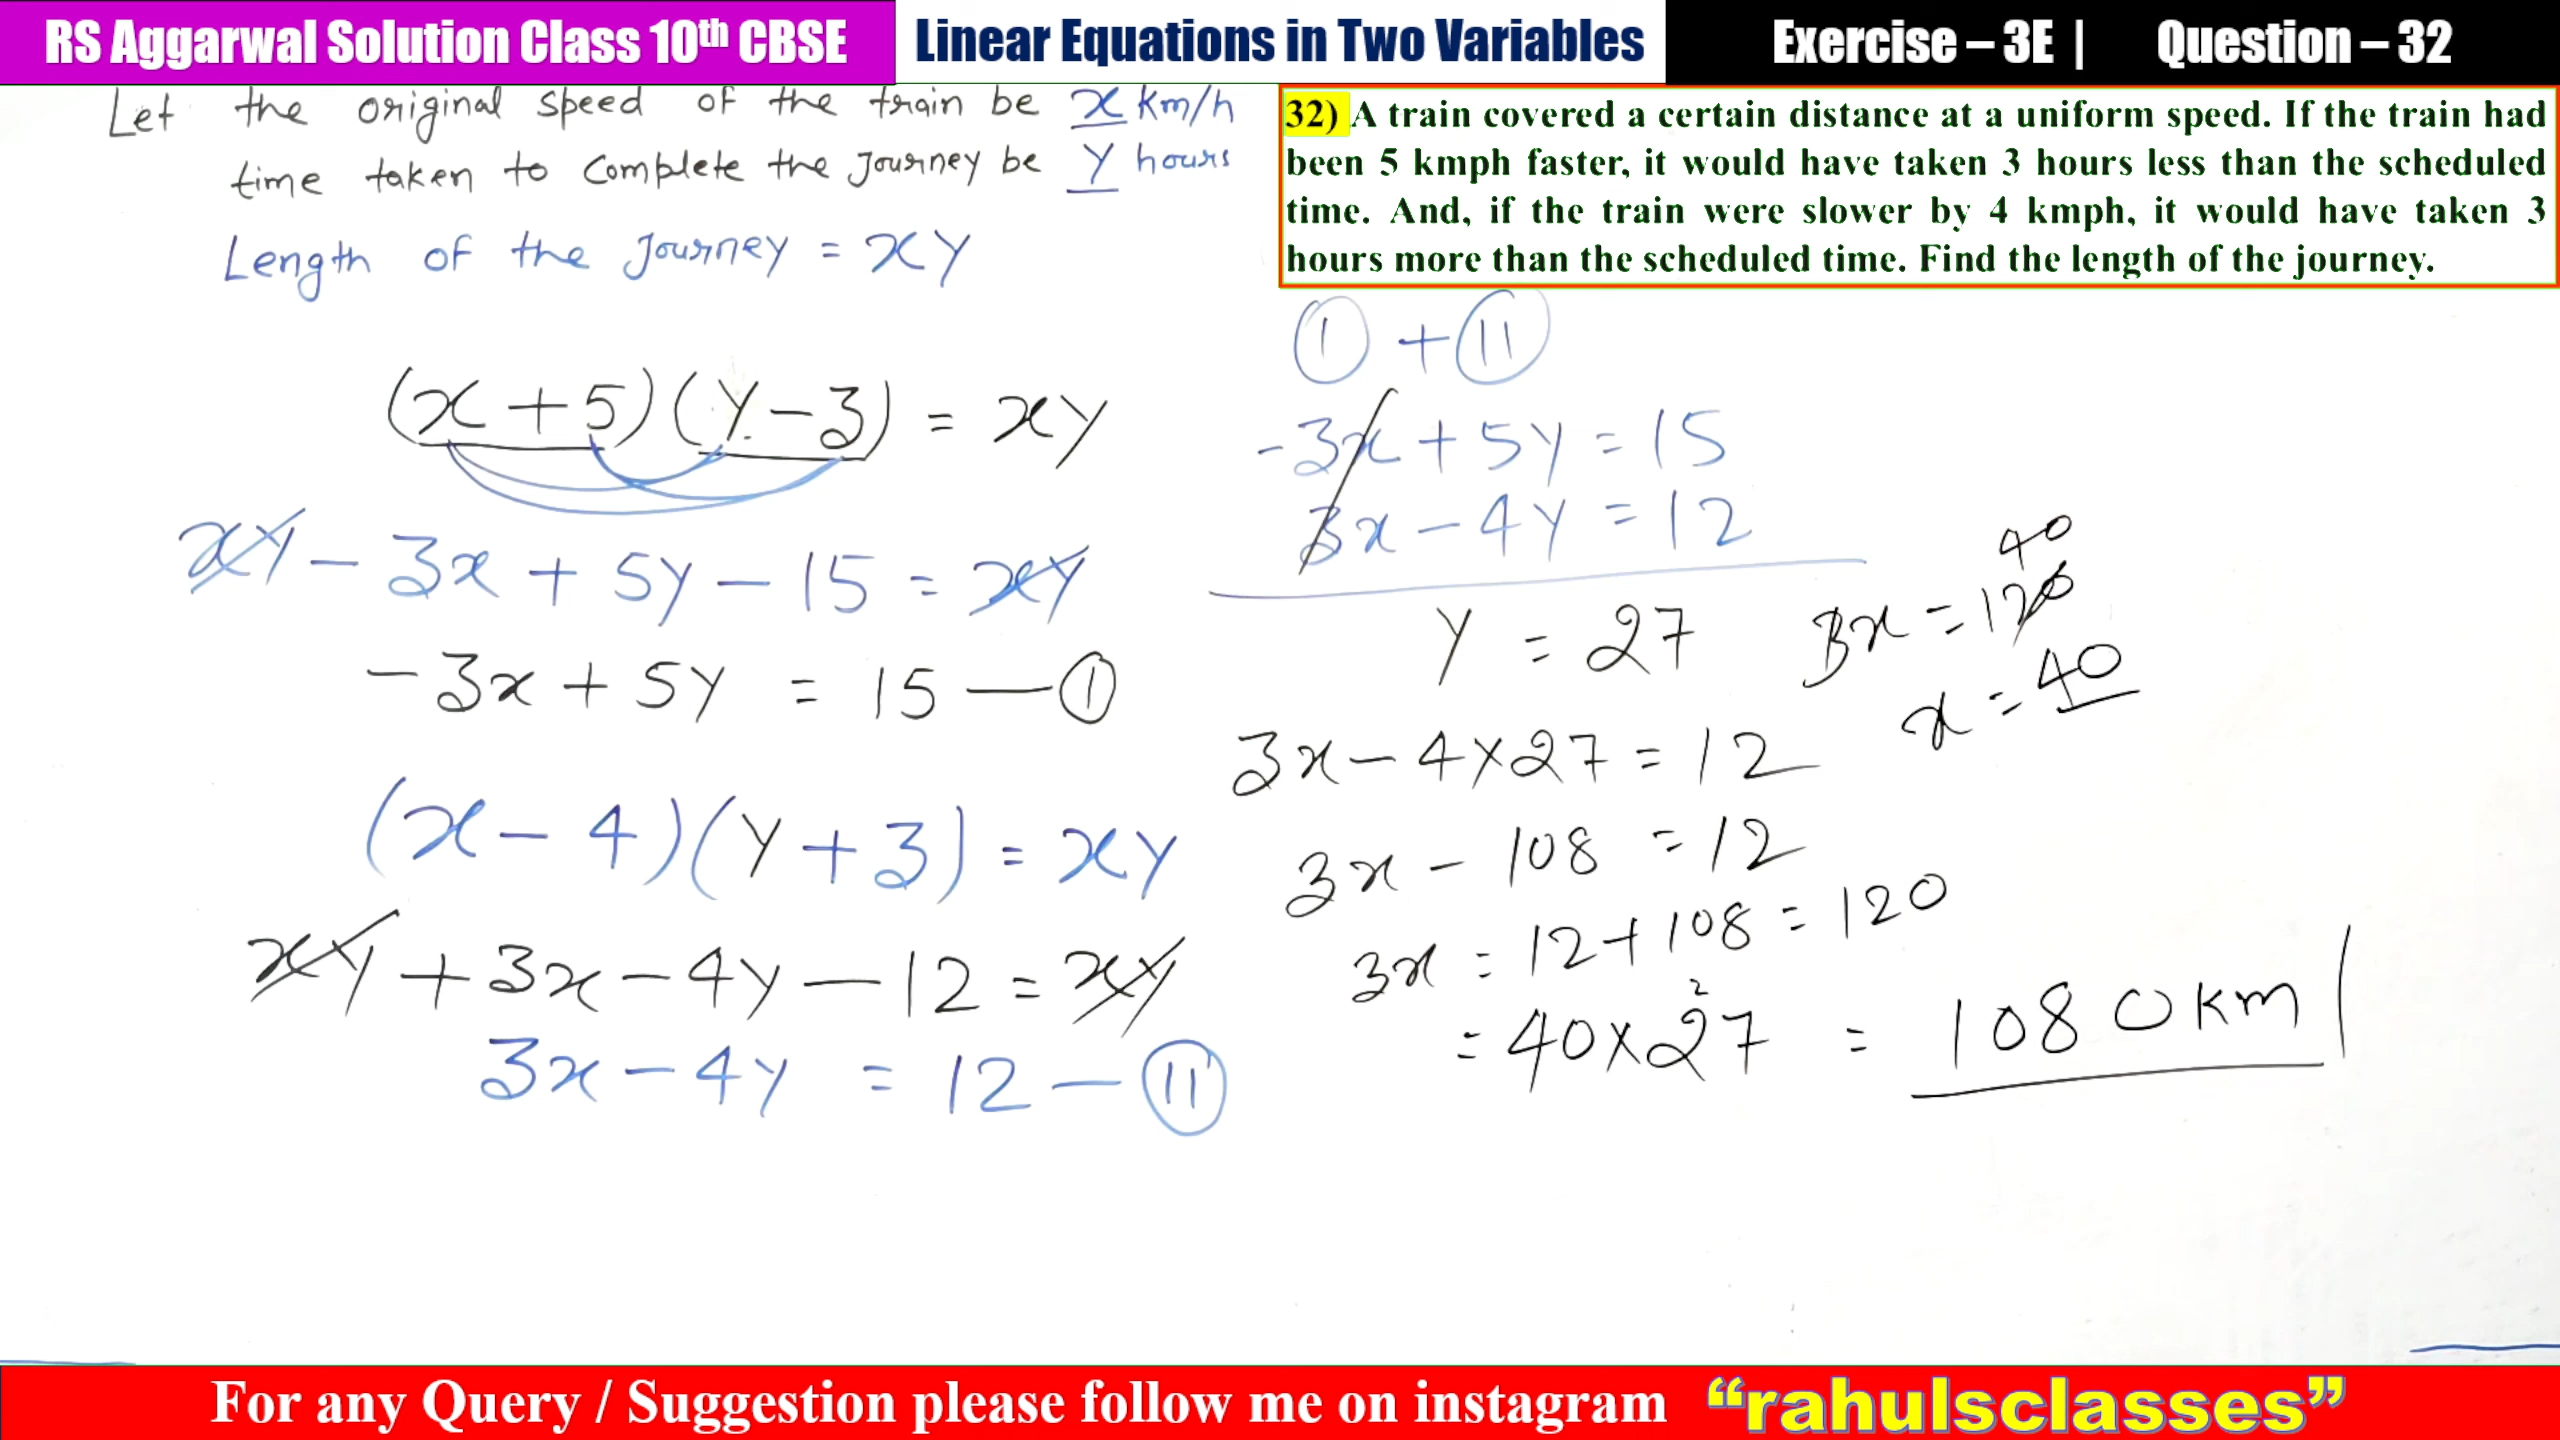 RS Aggarwal Solution Class 10th CBSE
Linear Equations in Two Variables
Exercise – 3E | Question – 32
Let the original speed of the train be x km/h
time taken to complete the journey be y hours
Length of the journey = xy
(x + 5) (y - 3) = xy
xy - 3x + 5y - 15 = xy
-3x + 5y = 15 — ①
(x - 4)(y + 3) = xy
xy + 3x - 4y - 12 = xy
3x - 4y = 12 - ⑪
32) A train covered a certain distance at a uniform speed. If the train had
been 5 kmph faster, it would have taken 3 hours less than the scheduled
time. And, if the train were slower by 4 kmph, it would have taken 3
hours more than the scheduled time. Find the length of the journey.
① + ⑪
-3x + 5y = 15
3x - 4y = 12
y = 27
40
3x = 120
x = 40
3x - 4x27 = 12
3x - 108 = 12
3x = 12 + 108 = 120
2
= 40x27 = 1080 km
For any Query / Suggestion please follow me on instagram “rahulsclasses”